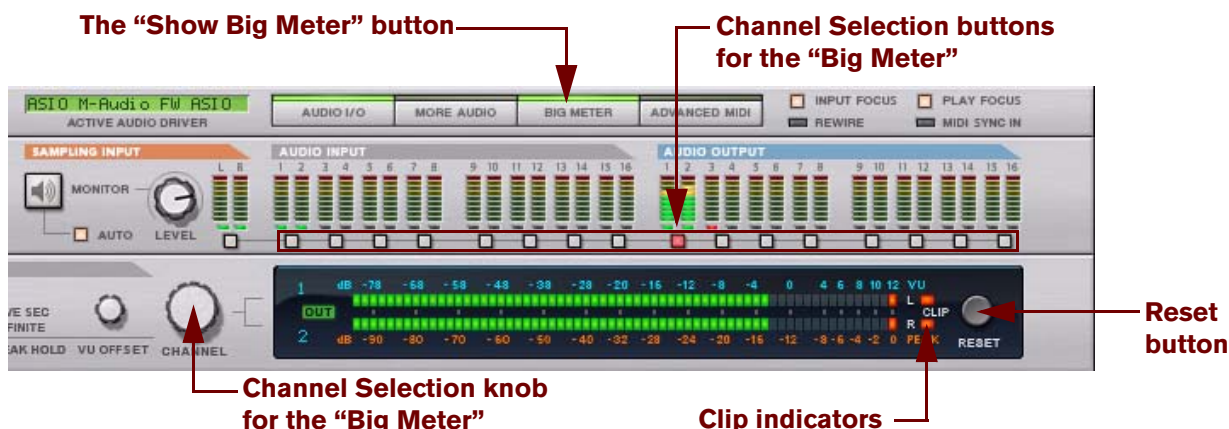 The “Show Big Meter” button
Channel Selection buttons
for the “Big Meter”
ASIO M-Audio FW ASIO
ACTIVE AUDIO DRIVER
AUDIO I/O
MORE AUDIO
BIG METER
ADVANCED MIDI
INPUT FOCUS
PLAY FOCUS
REWIRE
MIDI SYNC IN
SAMPLING INPUT
AUDIO INPUT
AUDIO OUTPUT
L R
1 2 3 4 5 6 7 8 9 10 11 12 13 14 15 16
1 2 3 4 5 6 7 8 9 10 11 12 13 14 15 16
MONITOR
AUTO
LEVEL
1 dB -78 -68 -58 -48 -38 -28 -20 -16 -12 -8 -4 0 4 6 8 10 12 VU
L
OUT
CLIP
R
2 dB -90 -80 -70 -60 -50 -40 -32 -28 -24 -20 -16 -12 -8 -6 -4 -2 0 PEAK
VE SEC
FINITE
EAK HOLD
VU OFFSET
CHANNEL
RESET
Reset
button
Channel Selection knob
for the “Big Meter”
Clip indicators